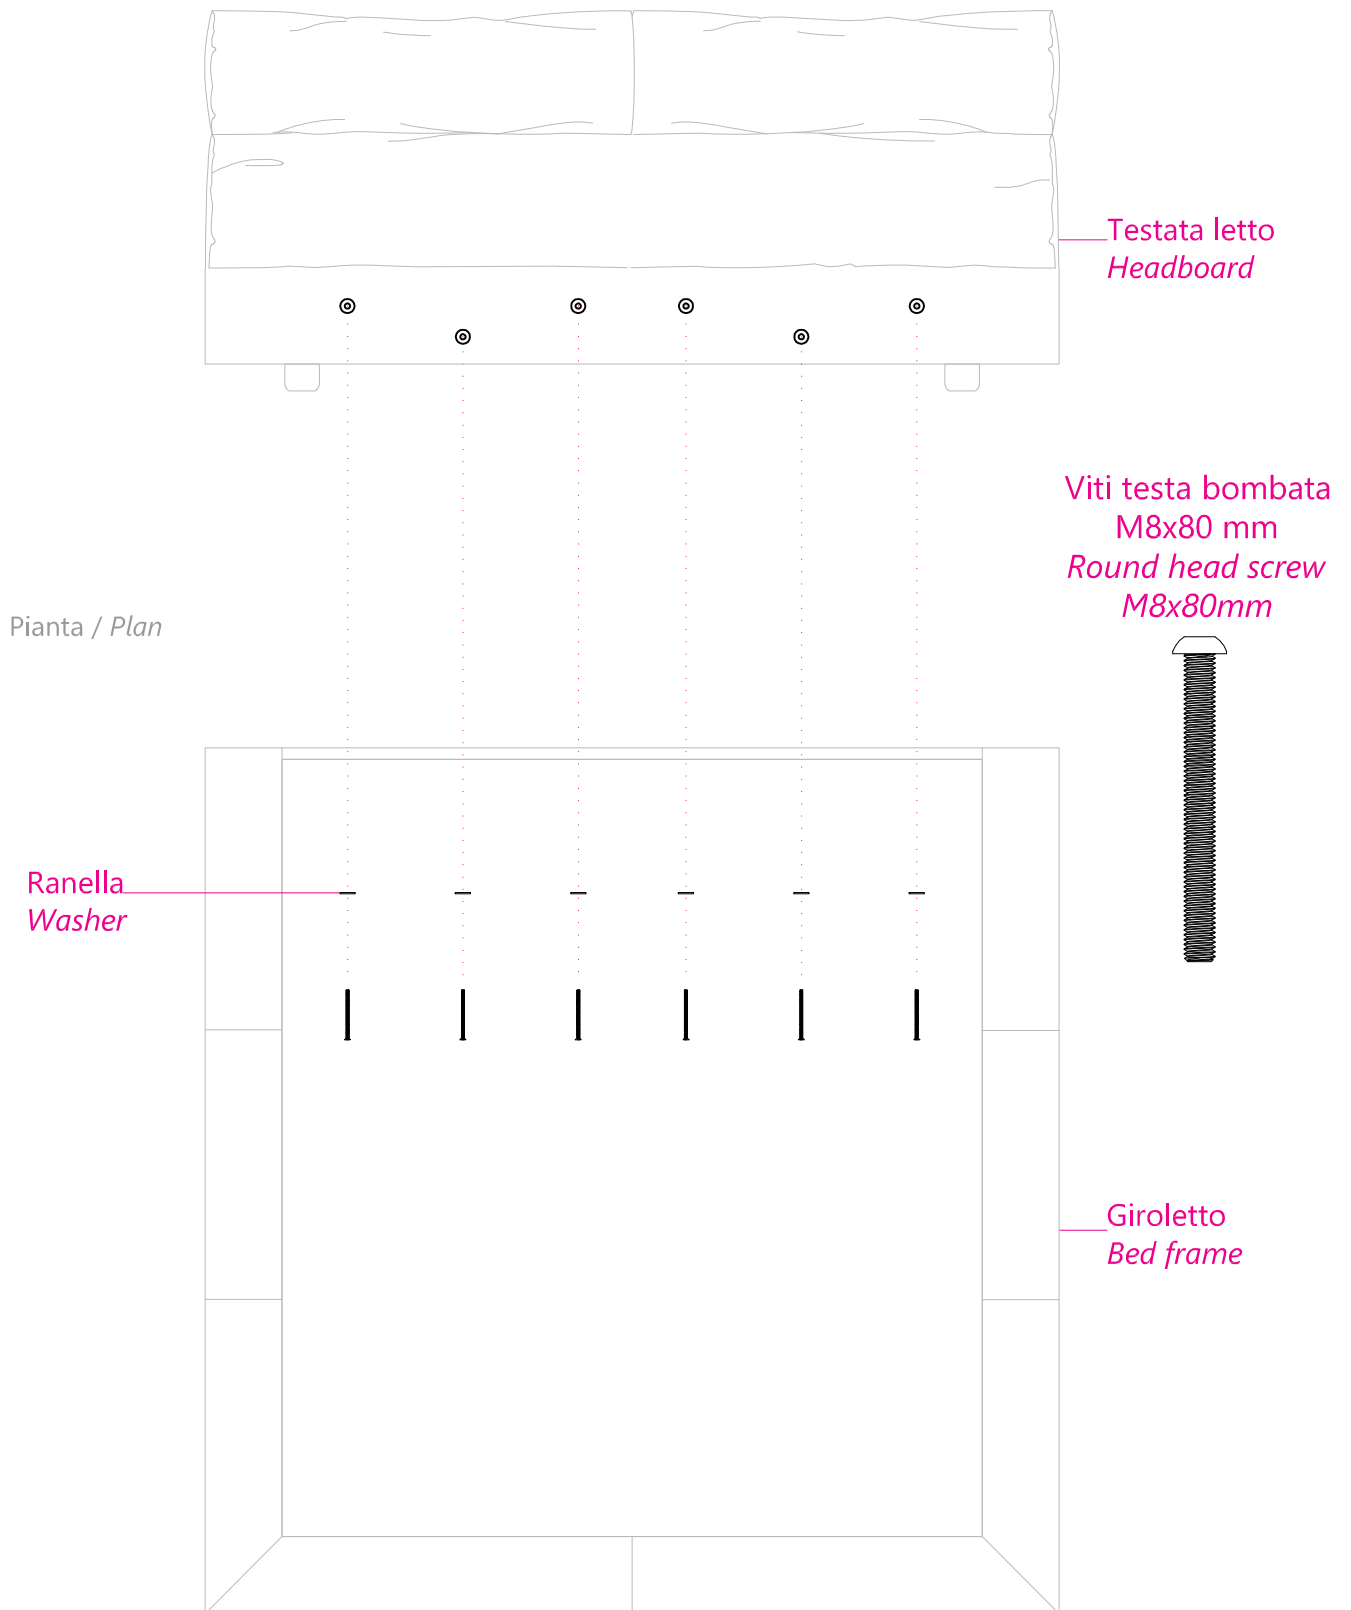 Testata letto
Headboard
Viti testa bombata
M8x80 mm
Round head screw
M8x80mm
Pianta / Plan
Ranella
Washer
Giroletto
Bed frame